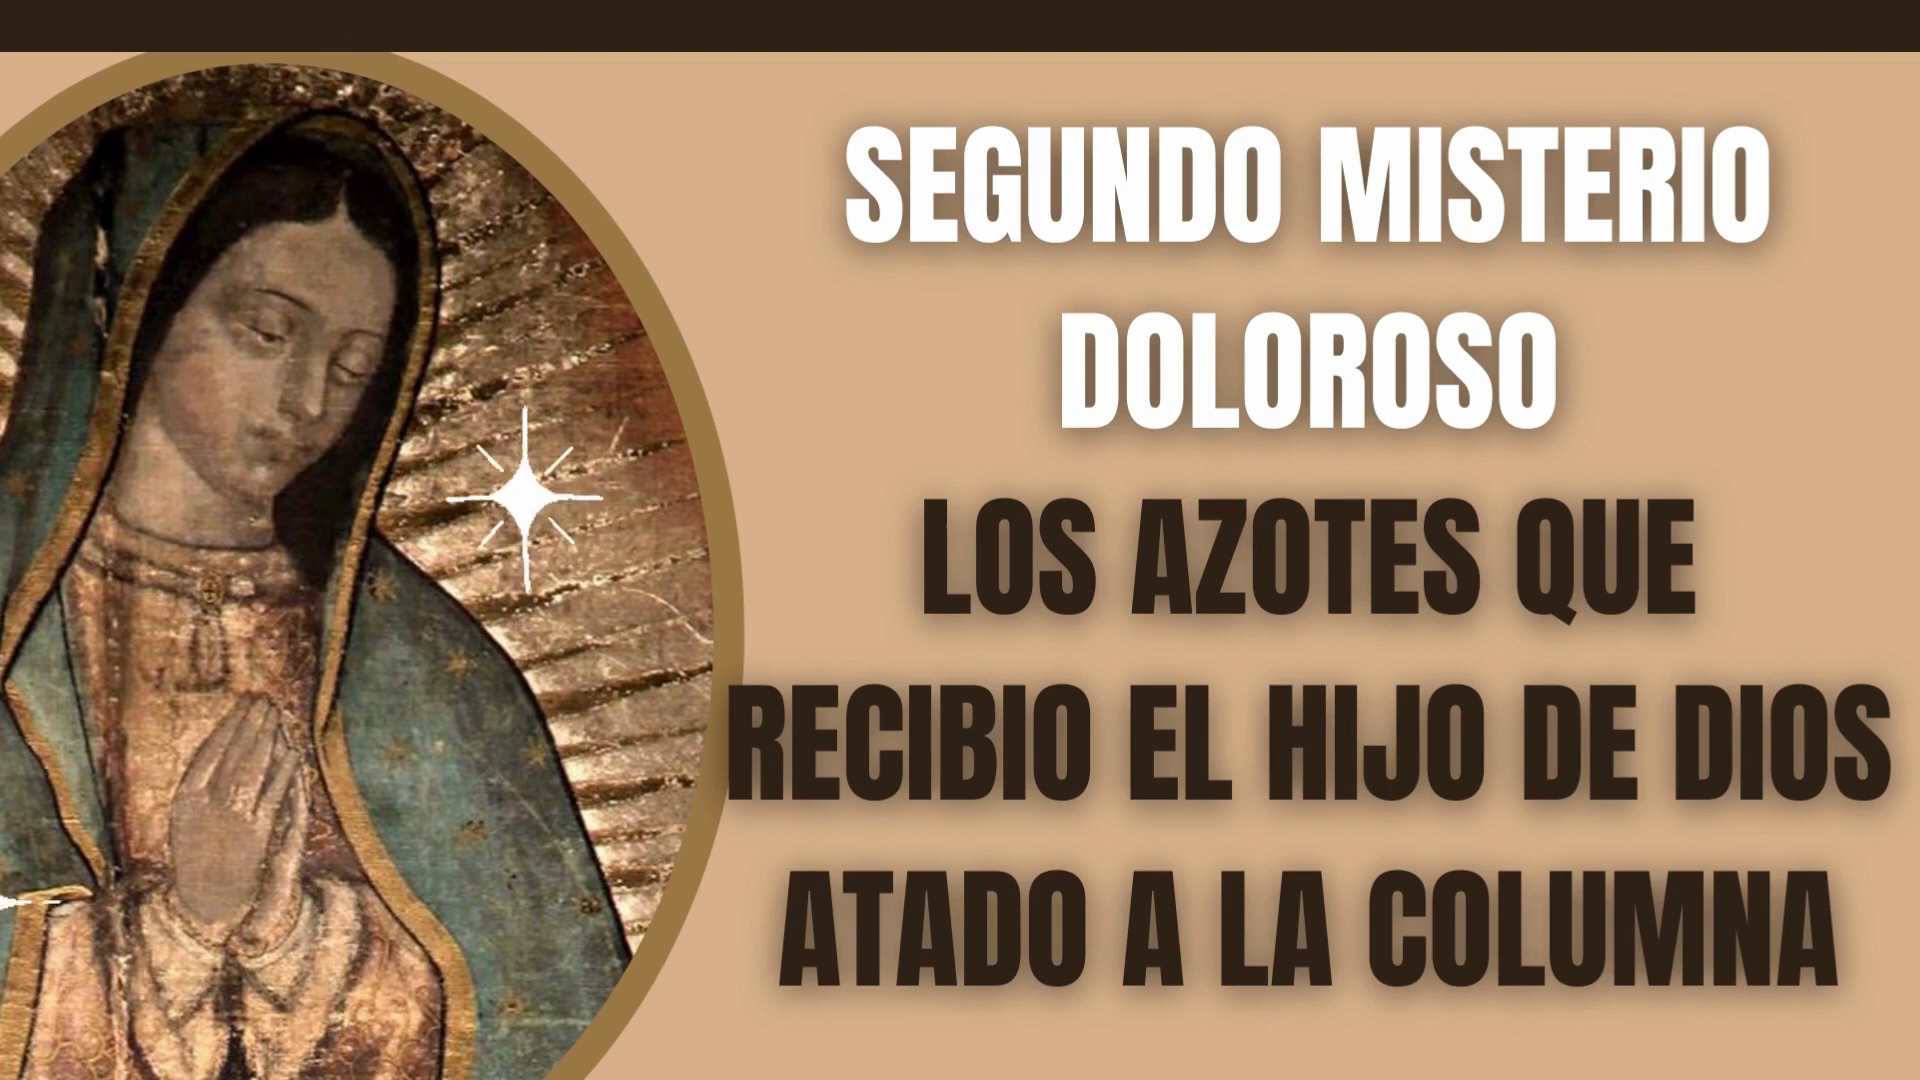 SEGUNDO MISTERIO
DOLOROSO
LOS AZOTES QUE
RECIBIO EL HIJO DE DIOS
ATADO A LA COLUMNA